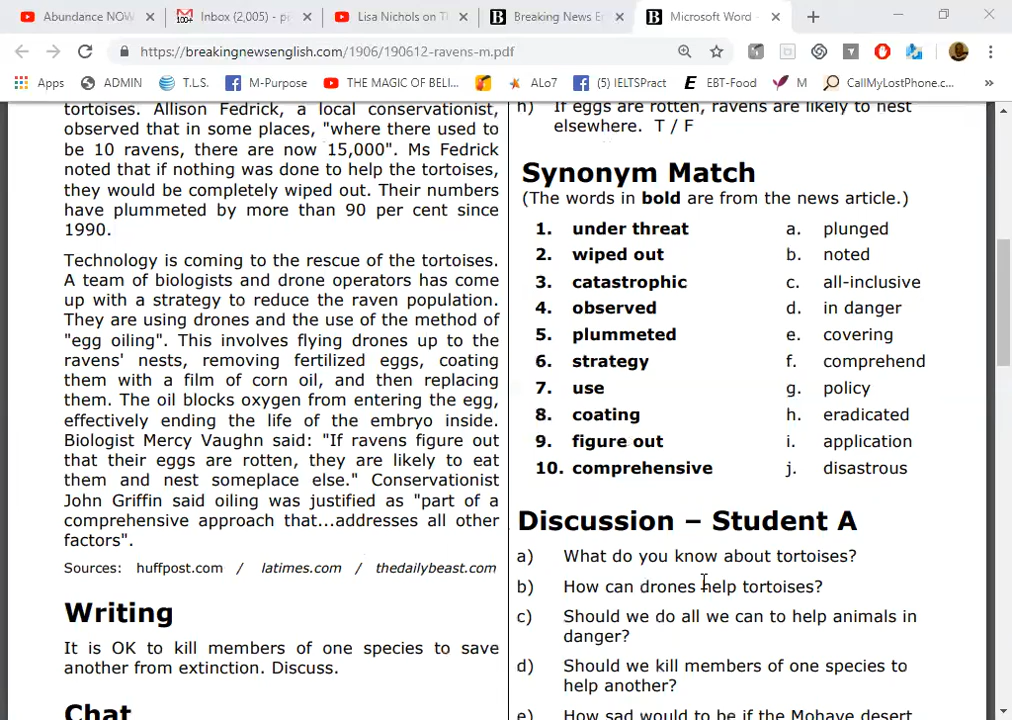 Abundance NOW
Inbox (2,005) - p
Lisa Nichols on T
Breaking News E
Microsoft Word -
https://breakingnewsenglish.com/1906/190612-ravens-m.pdf
Apps
ADMIN
T.L.S.
M-Purpose
THE MAGIC OF BELI...
ALo7
(5) IELTSPract
EBT-Food
M
CallMyLostPhone.c...
»
tortoises. Allison Fedrick, a local conservationist,
observed that in some places, "where there used to
be 10 ravens, there are now 15,000". Ms Fedrick
noted that if nothing was done to help the tortoises,
they would be completely wiped out. Their numbers
have plummeted by more than 90 per cent since
1990.
Technology is coming to the rescue of the tortoises.
A team of biologists and drone operators has come
up with a strategy to reduce the raven population.
They are using drones and the use of the method of
"egg oiling". This involves flying drones up to the
ravens' nests, removing fertilized eggs, coating
them with a film of corn oil, and then replacing
them. The oil blocks oxygen from entering the egg,
effectively ending the life of the embryo inside.
Biologist Mercy Vaughn said: "If ravens figure out
that their eggs are rotten, they are likely to eat
them and nest someplace else." Conservationist
John Griffin said oiling was justified as "part of a
comprehensive approach that...addresses all other
factors".
Sources: huffpost.com / latimes.com / thedailybeast.com
Writing
It is OK to kill members of one species to save
another from extinction. Discuss.
Chat
h) If eggs are rotten, ravens are likely to nest
elsewhere. T / F
Synonym Match
(The words in bold are from the news article.)
1. under threat a. plunged
2. wiped out b. noted
3. catastrophic c. all-inclusive
4. observed d. in danger
5. plummeted e. covering
6. strategy f. comprehend
7. use g. policy
8. coating h. eradicated
9. figure out i. application
10. comprehensive j. disastrous
Discussion – Student A
a) What do you know about tortoises?
b) How can drones help tortoises?
c) Should we do all we can to help animals in
danger?
d) Should we kill members of one species to
help another?
e) How sad would to be if the Mohave desert